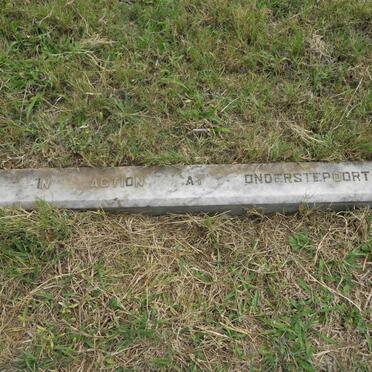 IN ACTION AT ONDERSTEPOORT